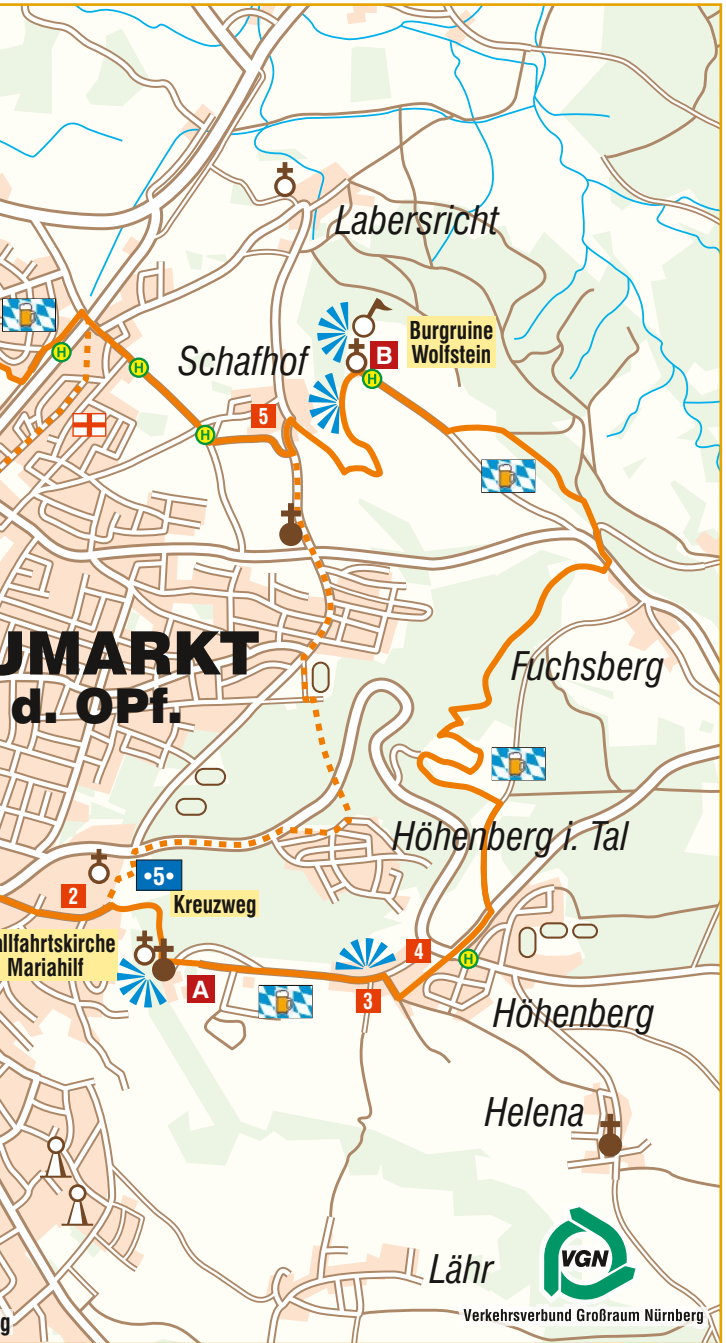 Labersricht
H
Burgruine
Wolfstein
B
H
H
Schafhof
5
H
UMARKT
d. OPf.
Fuchsberg
Höhenberg i. Tal
•5•
2
Kreuzweg
allfahrtskirche
Mariahilf
A
4
H
3
Höhenberg
Helena
Lähr
VGN
Verkehrsverbund Großraum Nürnberg
g